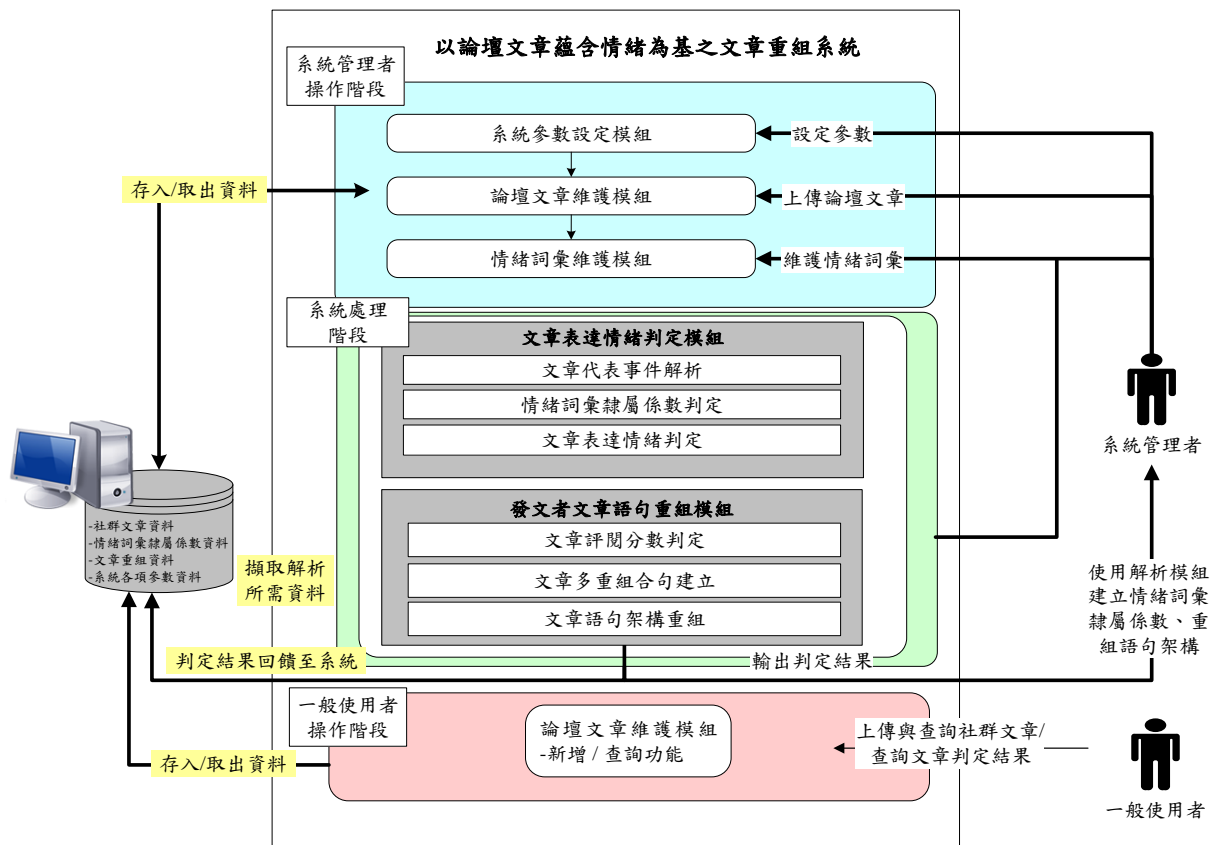 以論壇文章蘊含情緒為基之文章重組系統
系統管理者
操作階段
系統參數設定模組
設定參數
存入/取出資料
論壇文章維護模組
上傳論壇文章
情緒詞彙維護模組
維護情緒詞彙
系統處理
階段
文章表達情緒判定模組
文章代表事件解析
情緒詞彙隸屬係數判定
文章表達情緒判定
系統管理者
發文者文章語句重組模組
文章評閱分數判定
文章多重組合句建立
文章語句架構重組
-社群文章資料
-情緒詞彙隸屬係數資料
-文章重組資料
-系統各項參數資料
擷取解析
所需資料
使用解析模組
建立情緒詞彙
隸屬係數、重
組語句架構
判定結果回饋至系統
輸出判定結果
一般使用者
操作階段
論壇文章維護模組
-新增 / 查詢功能
上傳與查詢社群文章/
查詢文章判定結果
存入/取出資料
一般使用者